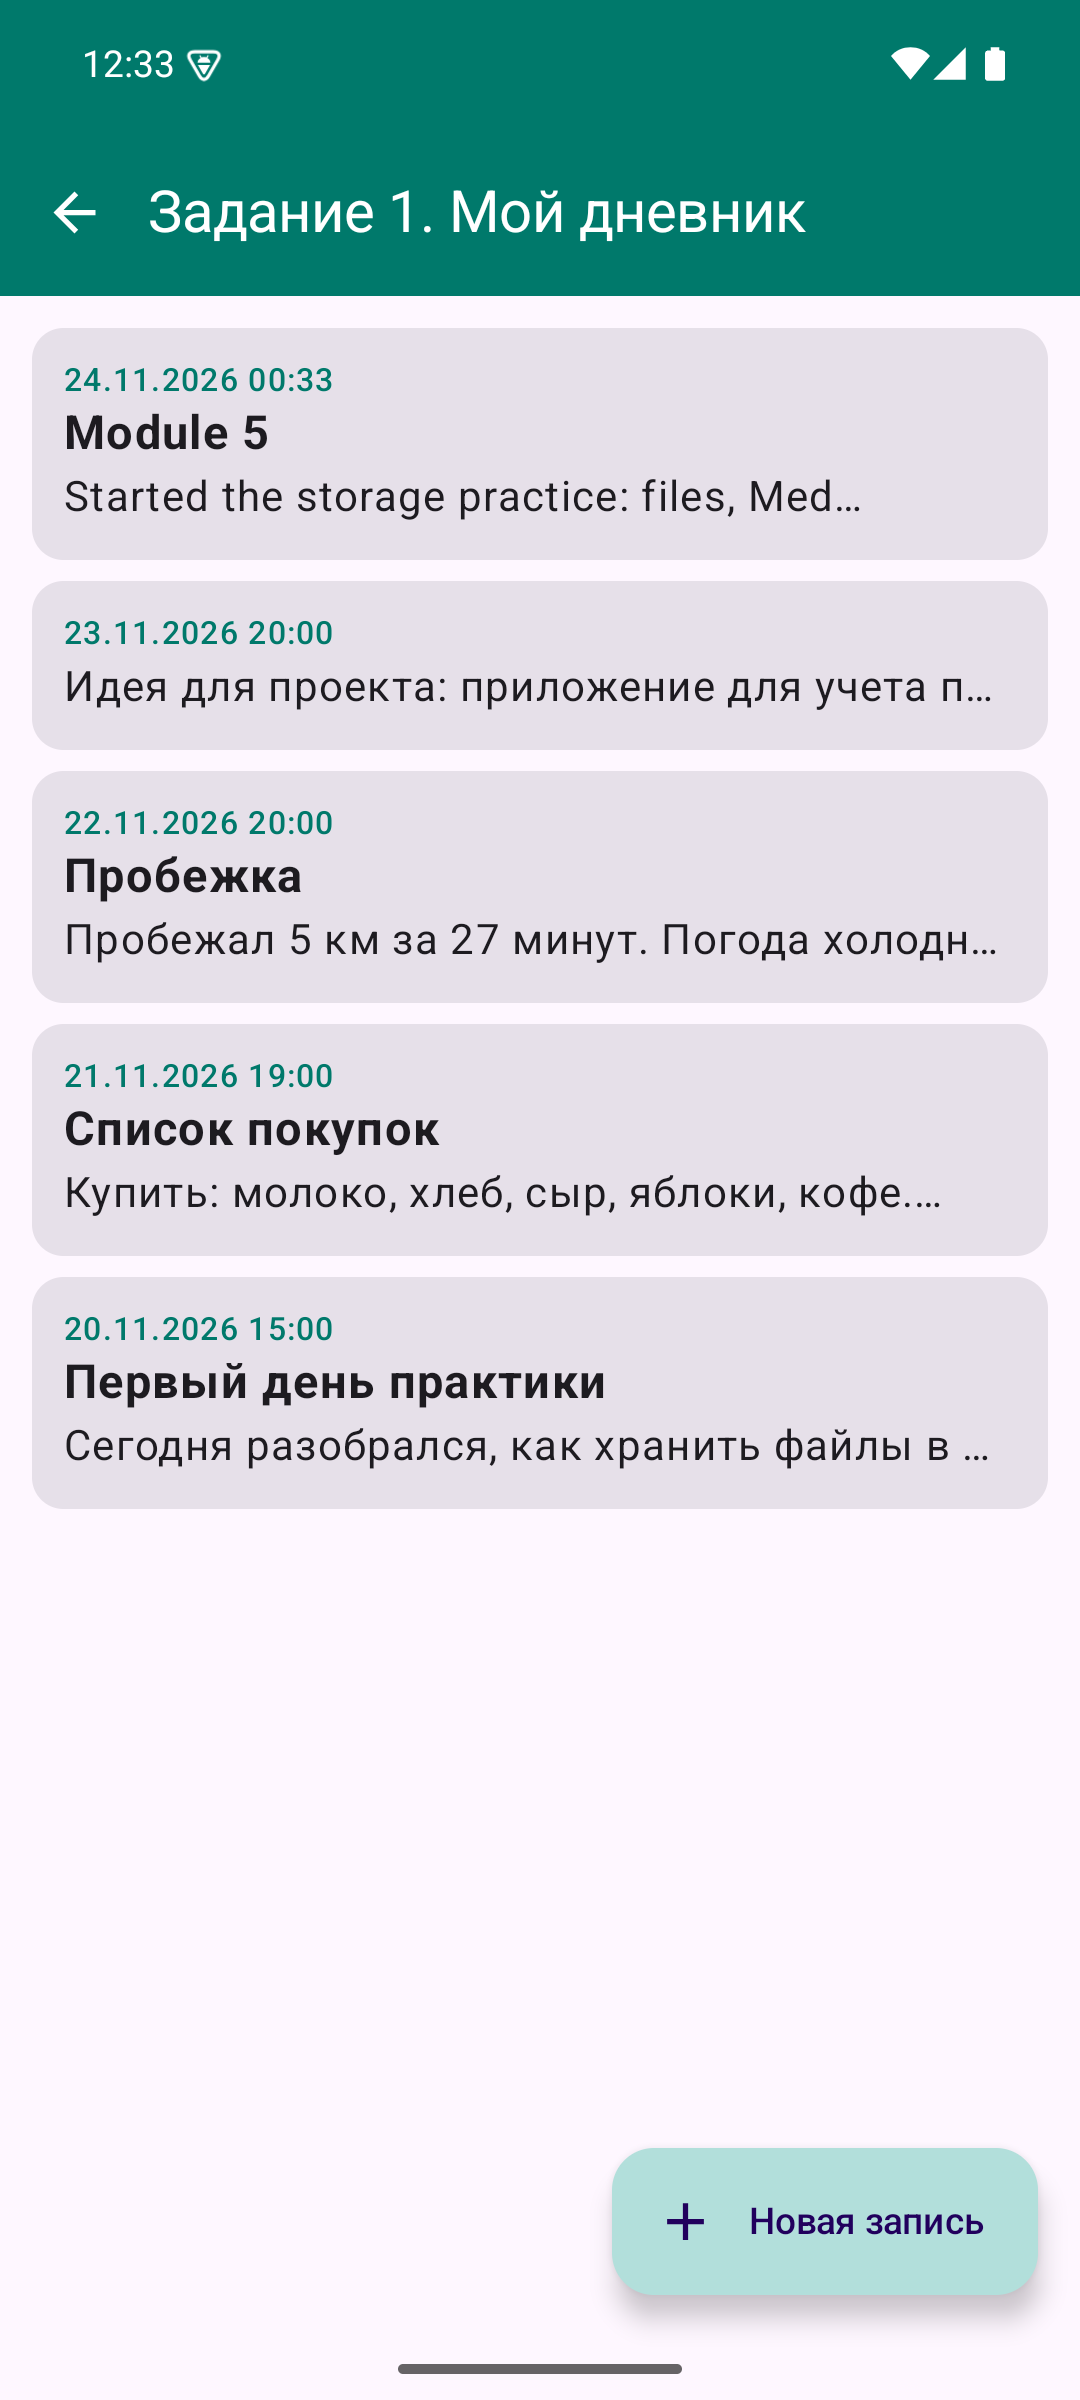 12:33
Задание 1. Мой дневник
24.11.2026 00:33
Module 5
Started the storage practice: files, Med…
23.11.2026 20:00
Идея для проекта: приложение для учета п…
22.11.2026 20:00
Пробежка
Пробежал 5 км за 27 минут. Погода холодн…
21.11.2026 19:00
Список покупок
Купить: молоко, хлеб, сыр, яблоки, кофе.…
20.11.2026 15:00
Первый день практики
Сегодня разобрался, как хранить файлы в …
Новая запись